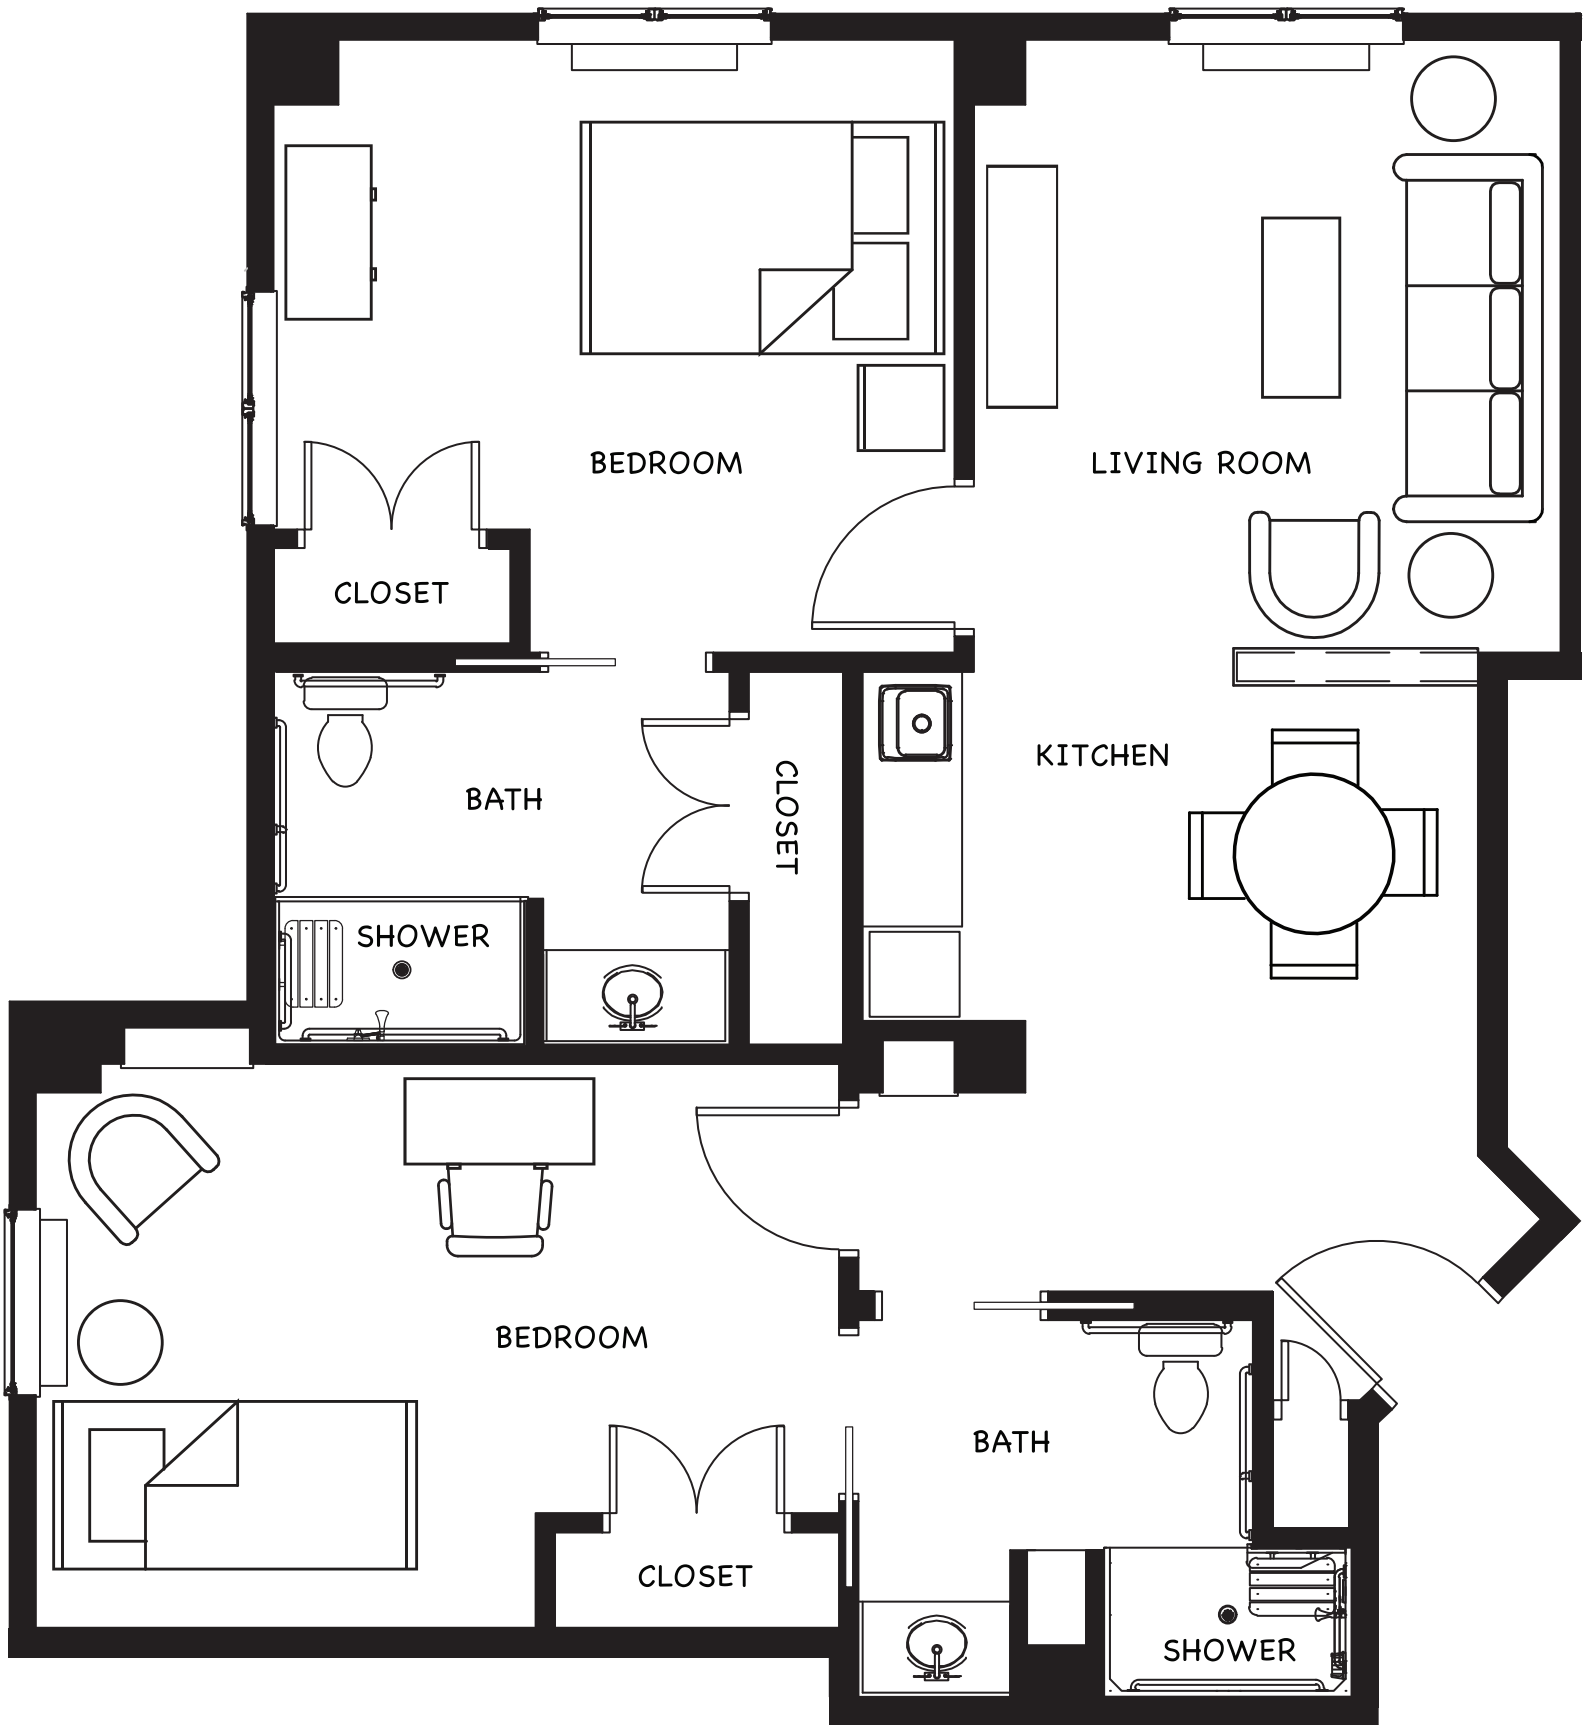 BEDROOM
LIVING ROOM
CLOSET
KITCHEN
BATH
CLOSET
SHOWER
BEDROOM
BATH
CLOSET
SHOWER